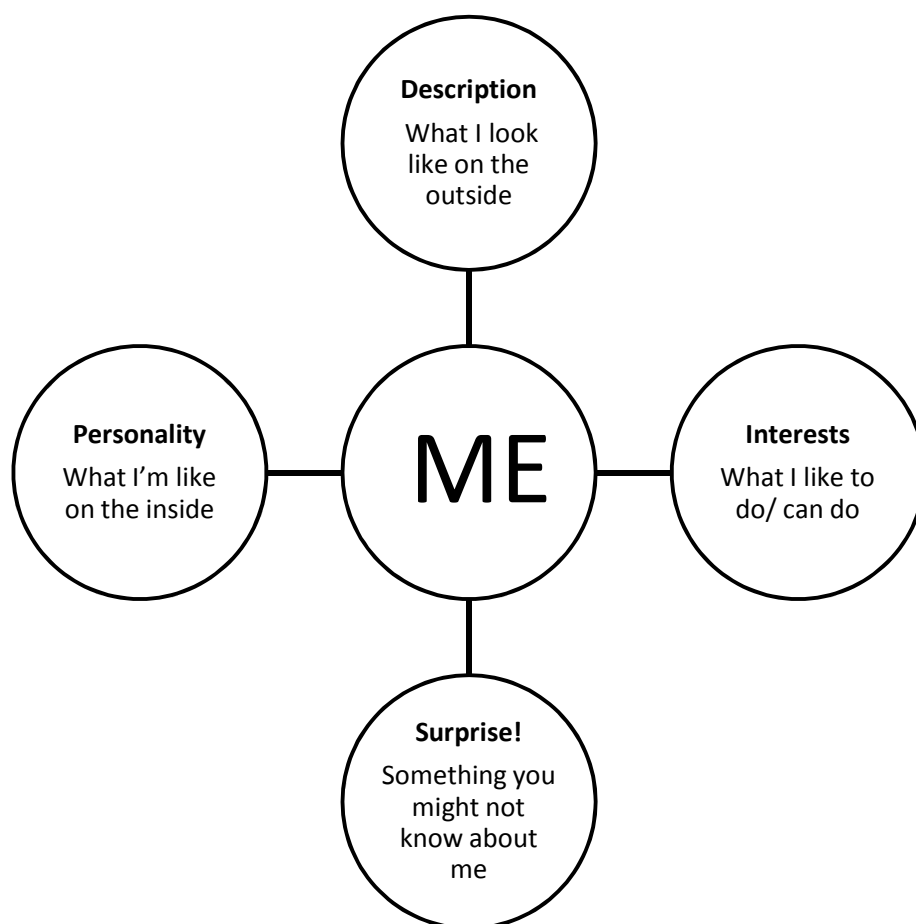 Description
What I look
like on the
outside
Personality
What I’m like
on the inside
ME
Interests
What I like to
do/ can do
Surprise!
Something you
might not
know about
me